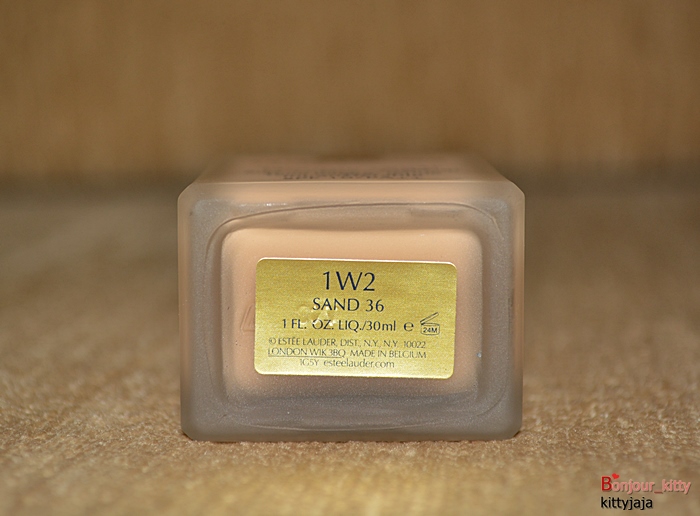 1W2
SAND 36
1 FL. OZ. LIQ./30ml e 24M
© ESTĒE LAUDER, DIST., N.Y., N.Y. 10022
LONDON W1K 3BQ MADE IN BELGIUM
1G5Y esteelauder.com
Bonjour_kitty
kittyjaja